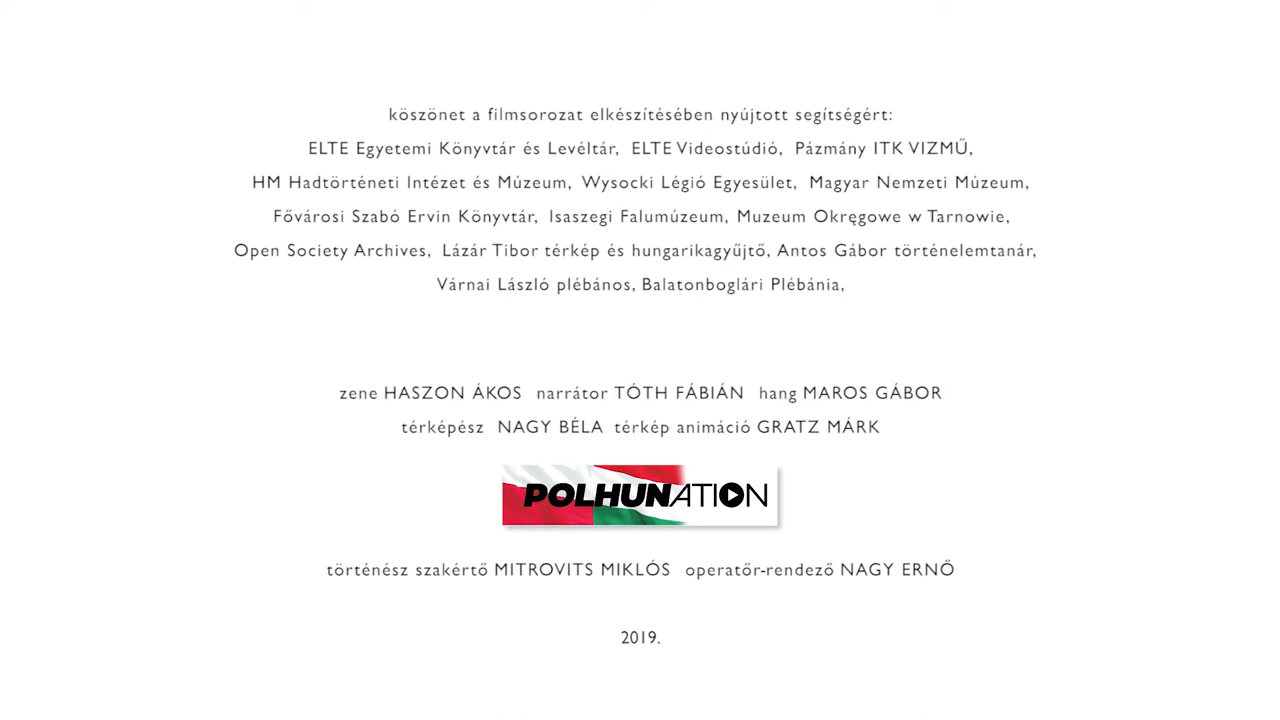 köszönet a filmsorozat elkészítésében nyújtott segítségért:
ELTE Egyetemi Könyvtár és Levéltár, ELTE Videostúdió, Pázmány ITK VIZMŰ,
HM Hadtörténeti Intézet és Múzeum, Wysocki Légió Egyesület, Magyar Nemzeti Múzeum,
Fővárosi Szabó Ervin Könyvtár, Isaszegi Falumúzeum, Muzeum Okręgowe w Tarnowie,
Open Society Archives, Lázár Tibor térkép és hungarikagyűjtő, Antos Gábor történelemtanár,
Várnai László plébános, Balatonboglári Plébánia,
zene HASZON ÁKOS narrátor TÓTH FÁBIÁN hang MAROS GÁBOR
térképész NAGY BÉLA térkép animáció GRATZ MÁRK
POLHUNATION
történész szakértő MITROVITS MIKLÓS operatőr-rendező NAGY ERNŐ
2019.